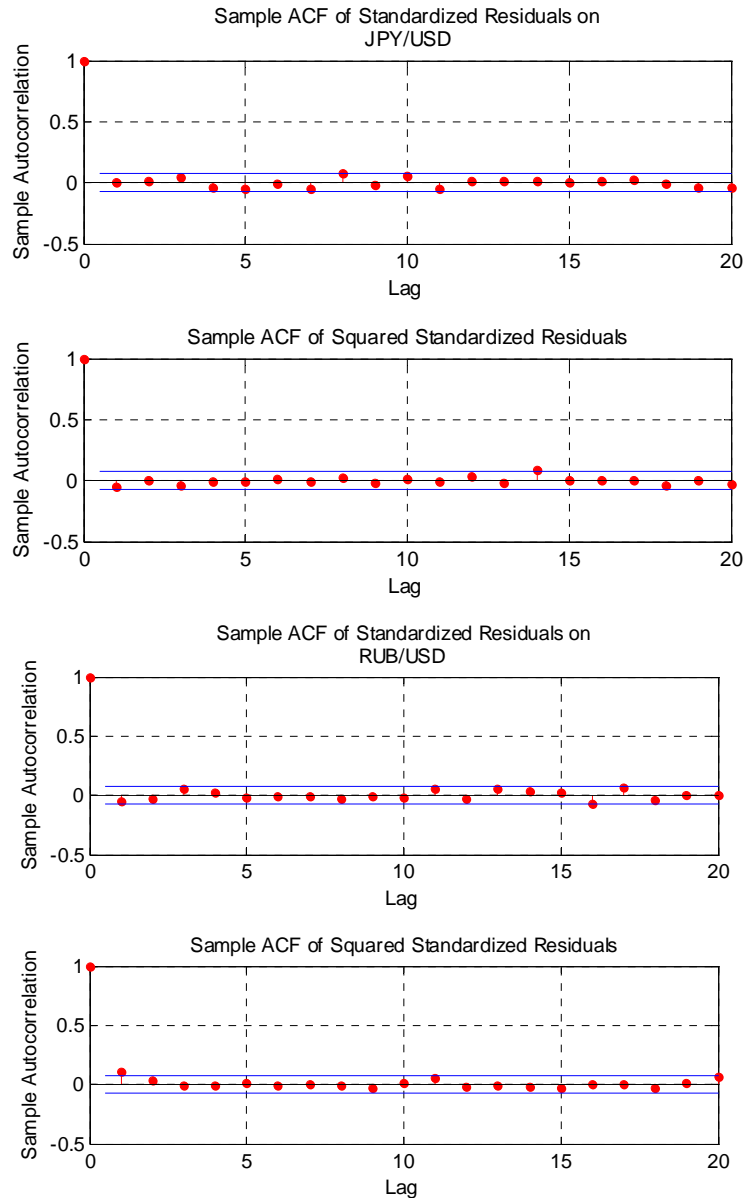 Sample ACF of Standardized Residuals on
JPY/USD
Sample Autocorrelation
1
0.5
0
-0.5
0 5 10 15 20
Lag
Sample ACF of Squared Standardized Residuals
Sample Autocorrelation
1
0.5
0
-0.5
0 5 10 15 20
Lag
Sample ACF of Standardized Residuals on
RUB/USD
Sample Autocorrelation
1
0.5
0
-0.5
0 5 10 15 20
Lag
Sample ACF of Squared Standardized Residuals
Sample Autocorrelation
1
0.5
0
-0.5
0 5 10 15 20
Lag